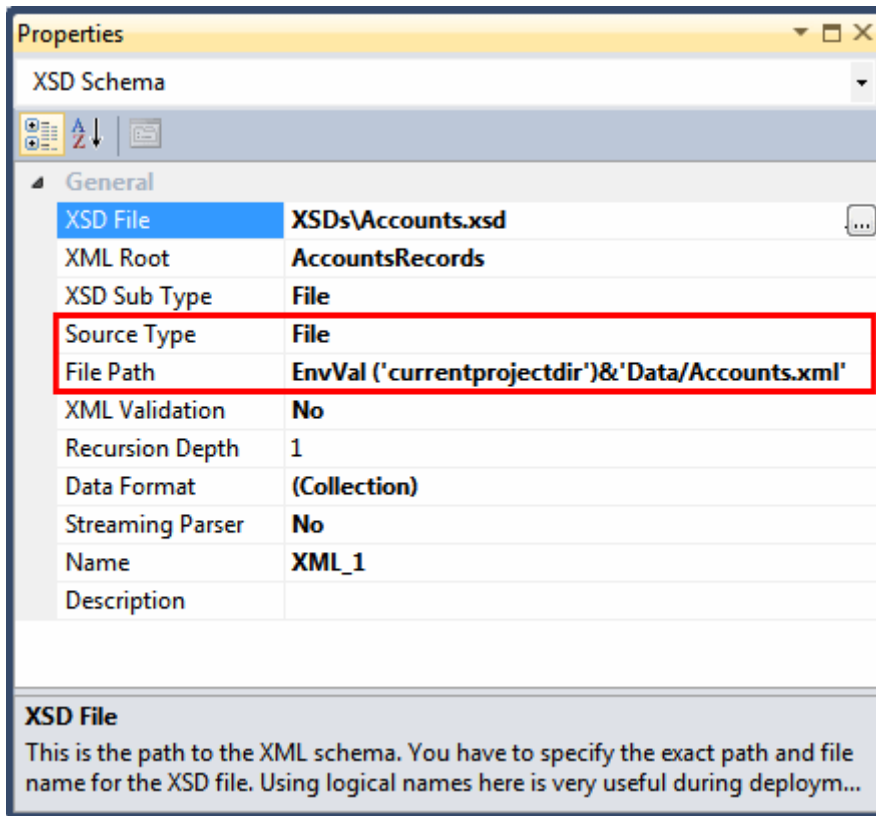 Properties
XSD Schema
General
XSD File XSDs\Accounts.xsd ...
XML Root AccountsRecords
XSD Sub Type File
Source Type File
File Path EnvVal ('currentprojectdir')&'Data/Accounts.xml'
XML Validation No
Recursion Depth 1
Data Format (Collection)
Streaming Parser No
Name XML_1
Description
XSD File
This is the path to the XML schema. You have to specify the exact path and file
name for the XSD file. Using logical names here is very useful during deploym...